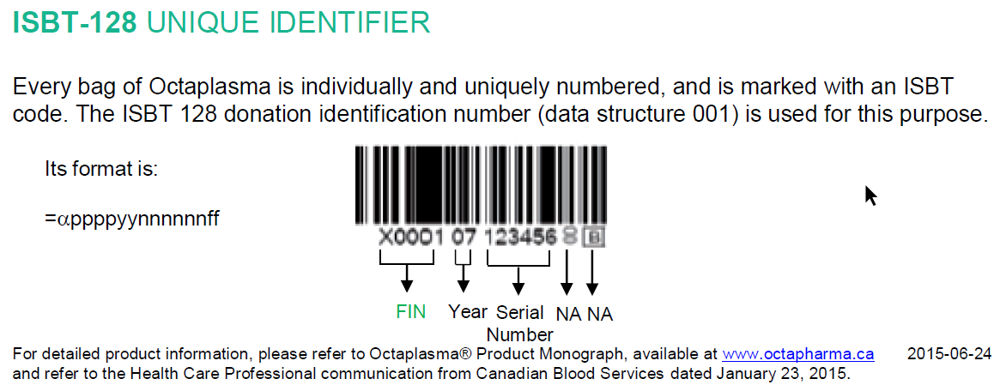 ISBT-128 UNIQUE IDENTIFIER
Every bag of Octaplasma is individually and uniquely numbered, and is marked with an ISBT
code. The ISBT 128 donation identification number (data structure 001) is used for this purpose.
Its format is:
=αppppyynnnnnnff
X0001 07 123456 8 B
FIN Year Serial NA NA
Number
For detailed product information, please refer to Octaplasma® Product Monograph, available at www.octapharma.ca 2015-06-24
and refer to the Health Care Professional communication from Canadian Blood Services dated January 23, 2015.